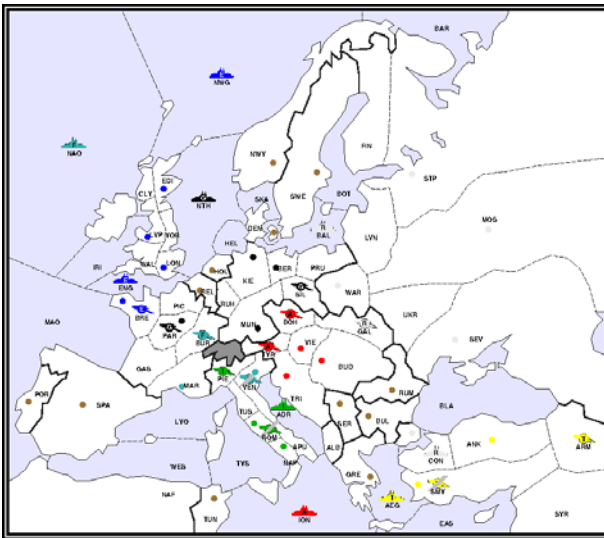 BAR
E
NWG
NAO
FIN
NWY
STP
EDI
CLY
NTH
SKA
SWE
BOT
MOS
DEN
BAL
LVN
LVP YOR
HEL
IRI
WAL
LON
HOL
KIE
BER
PRU
ENG
BEL
RUH
SIL
WAR
PIC
MAO
BRE
MUN
BOH
GAL
UKR
PAR
BUR
VIE
SEV
TYR
BUD
GAS
PIE
VEN
MAR
TRI
RUM
POR
SPA
TUS
ADR
BLA
LYO
SER
BUL
ROM
APU
ALB
ANK
ARM
CON
WES
TYS
NAP
GRE
SMY
NAF
AEG
TUN
ION
EAS
SYR